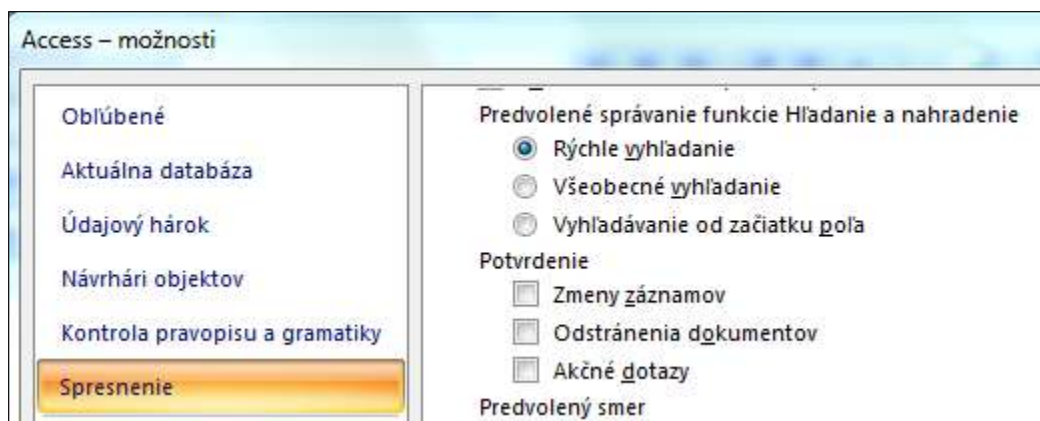 Access – možnosti
Obľúbené
Aktuálna databáza
Údajový hárok
Návrhári objektov
Kontrola pravopisu a gramatiky
Spresnenie
Predvolené správanie funkcie Hľadanie a nahradenie
Rýchle vyhľadanie
Všeobecné vyhľadanie
Vyhľadávanie od začiatku poľa
Potvrdenie
Zmeny záznamov
Odstránenia dokumentov
Akčné dotazy
Predvolený smer